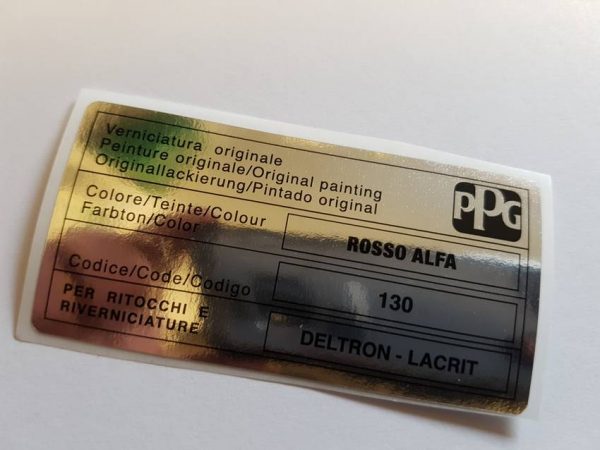 Verniciatura originale
Peinture originale/Original painting
Originallackierung/Pintado original
PPG
Colore/Teinte/Colour
Farbton/Color
ROSSO ALFA
Codice/Code/Codigo
130
PER RITOCCHI E
RIVERNICIATURE
DELTRON - LACRIT